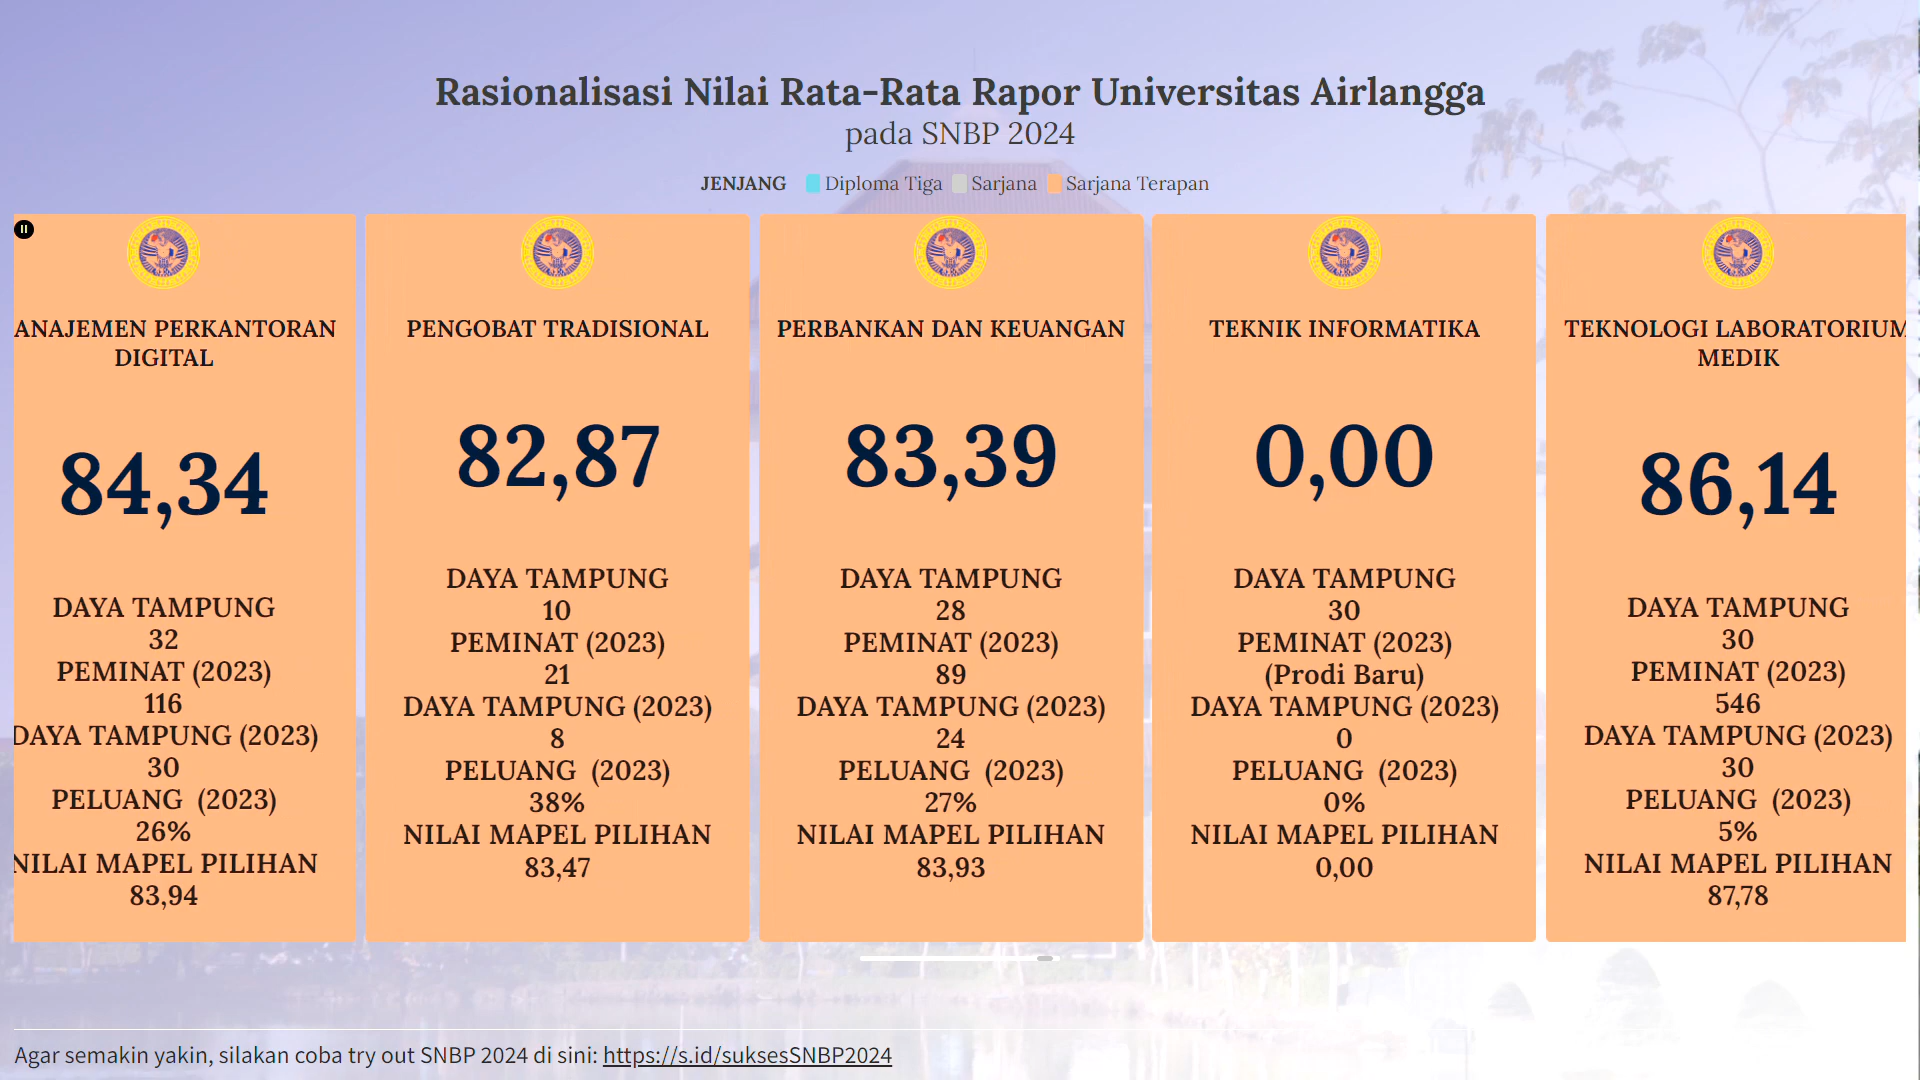 Rasionalisasi Nilai Rata-Rata Rapor Universitas Airlangga
pada SNBP 2024
JENJANG Diploma Tiga Sarjana Sarjana Terapan
ANAJEMEN PERKANTORAN
DIGITAL
84,34
DAYA TAMPUNG
32
PEMINAT (2023)
116
DAYA TAMPUNG (2023)
30
PELUANG (2023)
26%
NILAI MAPEL PILIHAN
83,94
PENGOBAT TRADISIONAL
82,87
DAYA TAMPUNG
10
PEMINAT (2023)
21
DAYA TAMPUNG (2023)
8
PELUANG (2023)
38%
NILAI MAPEL PILIHAN
83,47
PERBANKAN DAN KEUANGAN
83,39
DAYA TAMPUNG
28
PEMINAT (2023)
89
DAYA TAMPUNG (2023)
24
PELUANG (2023)
27%
NILAI MAPEL PILIHAN
83,93
TEKNIK INFORMATIKA
0,00
DAYA TAMPUNG
30
PEMINAT (2023)
(Prodi Baru)
DAYA TAMPUNG (2023)
0
PELUANG (2023)
0%
NILAI MAPEL PILIHAN
0,00
TEKNOLOGI LABORATORIUM
MEDIK
86,14
DAYA TAMPUNG
30
PEMINAT (2023)
546
DAYA TAMPUNG (2023)
30
PELUANG (2023)
5%
NILAI MAPEL PILIHAN
87,78
Agar semakin yakin, silakan coba try out SNBP 2024 di sini: https://s.id/suksesSNBP2024